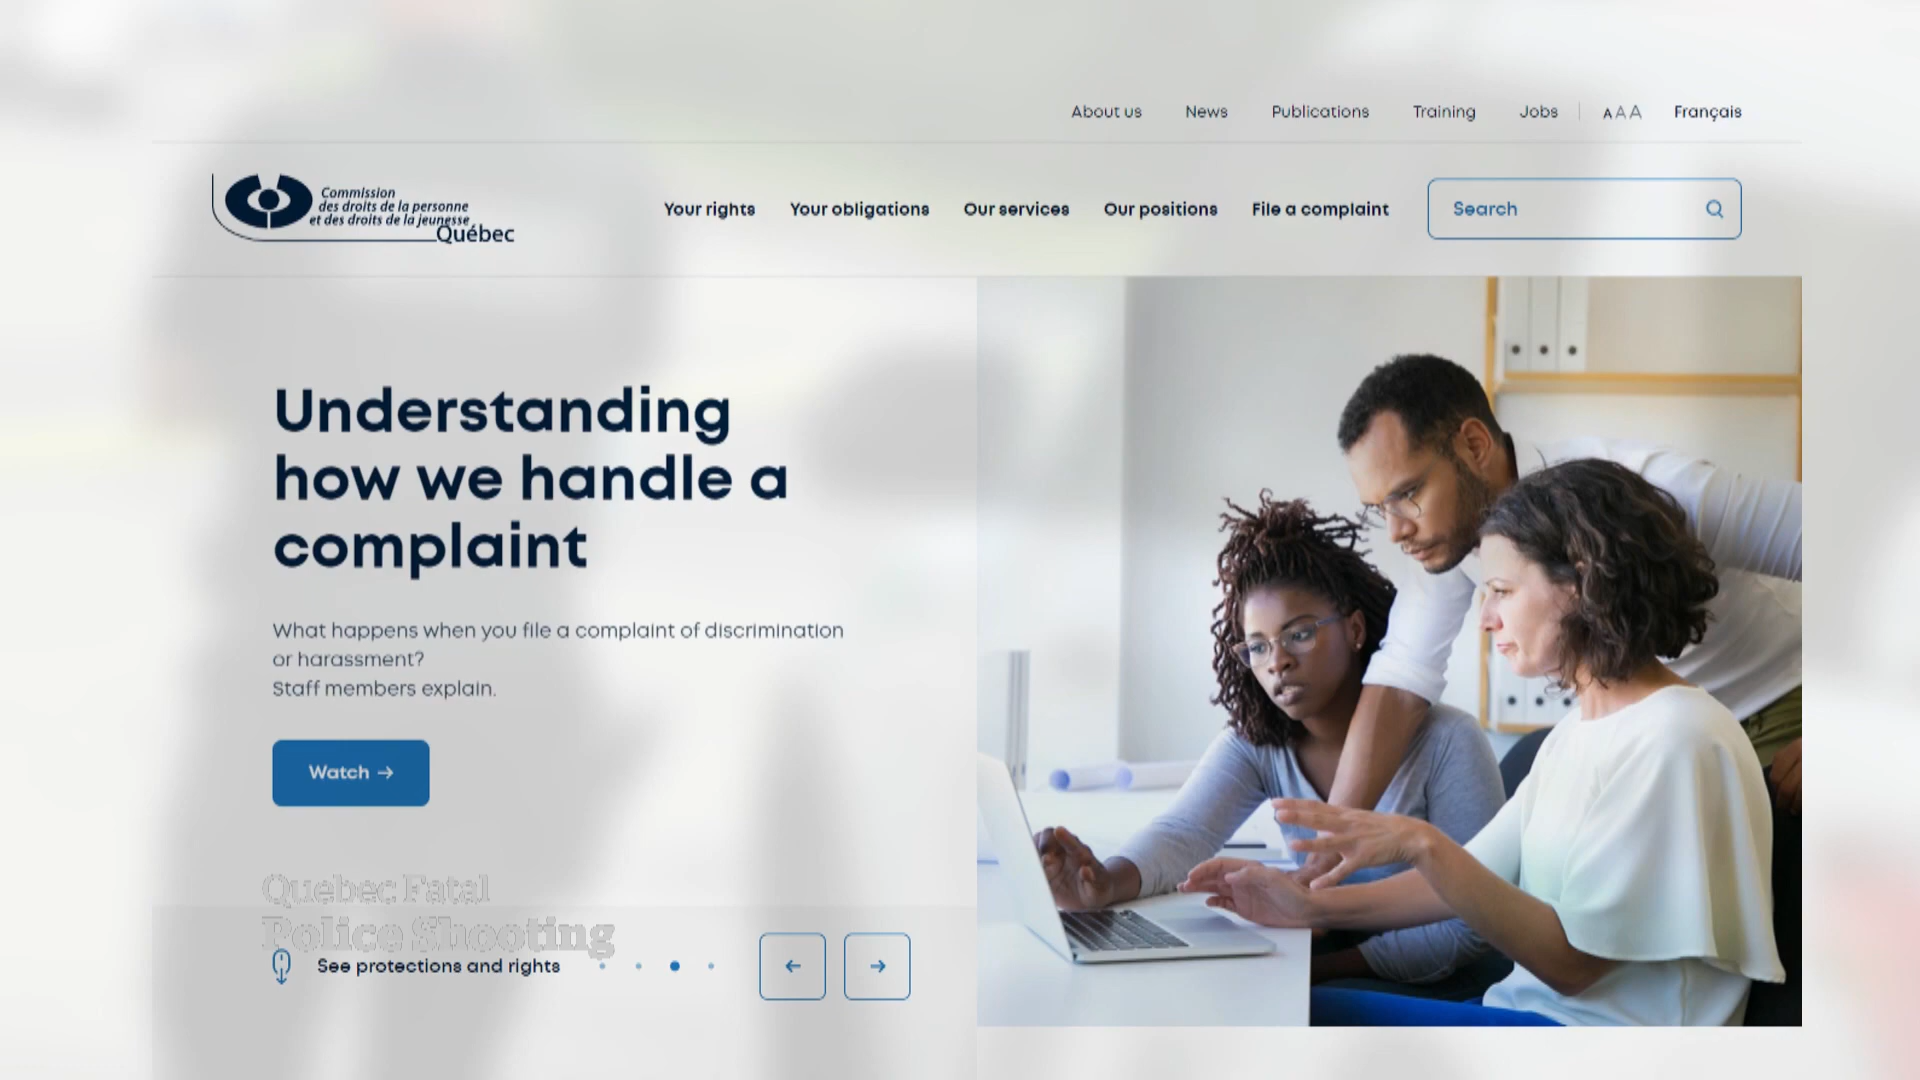 About us News Publications Training Jobs A A A Français
Commission
des droits de la personne
et des droits de la jeunesse
Québec
Your rights Your obligations Our services Our positions File a complaint Search
Understanding
how we handle a
complaint
What happens when you file a complaint of discrimination
or harassment?
Staff members explain.
Watch →
Quebec Fatal
Police Shooting
See protections and rights